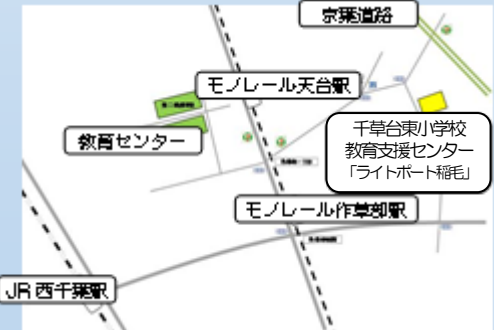 京葉道路
モノレール天台駅
教育センター
千草台東小学校
教育支援センター
「ライトポート稲毛」
モノレール作草部駅
JR西千葉駅